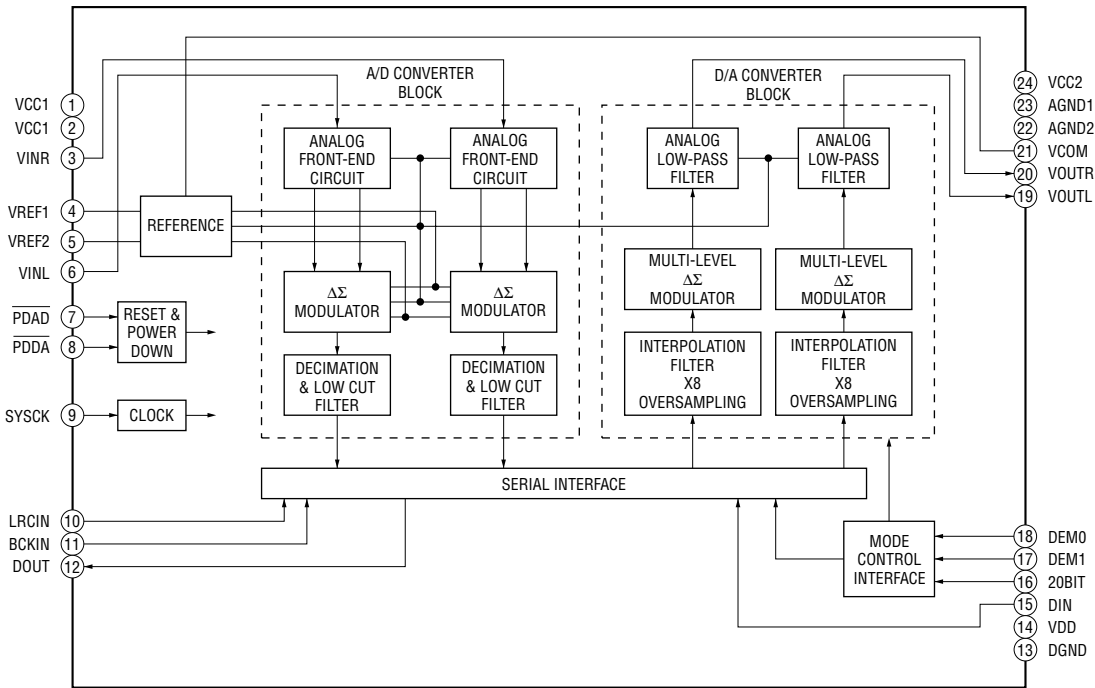 A/D CONVERTER
BLOCK
D/A CONVERTER
BLOCK
VCC1 1
VCC1 2
VINR 3
VREF1 4
VREF2 5
VINL 6
PDAD 7
PDDA 8
SYSCK 9
LRCIN 10
BCKIN 11
DOUT 12
REFERENCE
RESET &
POWER
DOWN
CLOCK
ANALOG
FRONT-END
CIRCUIT
ANALOG
FRONT-END
CIRCUIT
ΔΣ
MODULATOR
ΔΣ
MODULATOR
DECIMATION
& LOW CUT
FILTER
DECIMATION
& LOW CUT
FILTER
ANALOG
LOW-PASS
FILTER
ANALOG
LOW-PASS
FILTER
MULTI-LEVEL
ΔΣ
MODULATOR
MULTI-LEVEL
ΔΣ
MODULATOR
INTERPOLATION
FILTER
X8
OVERSAMPLING
INTERPOLATION
FILTER
X8
OVERSAMPLING
SERIAL INTERFACE
MODE
CONTROL
INTERFACE
24 VCC2
23 AGND1
22 AGND2
21 VCOM
20 VOUTR
19 VOUTL
18 DEM0
17 DEM1
16 20BIT
15 DIN
14 VDD
13 DGND